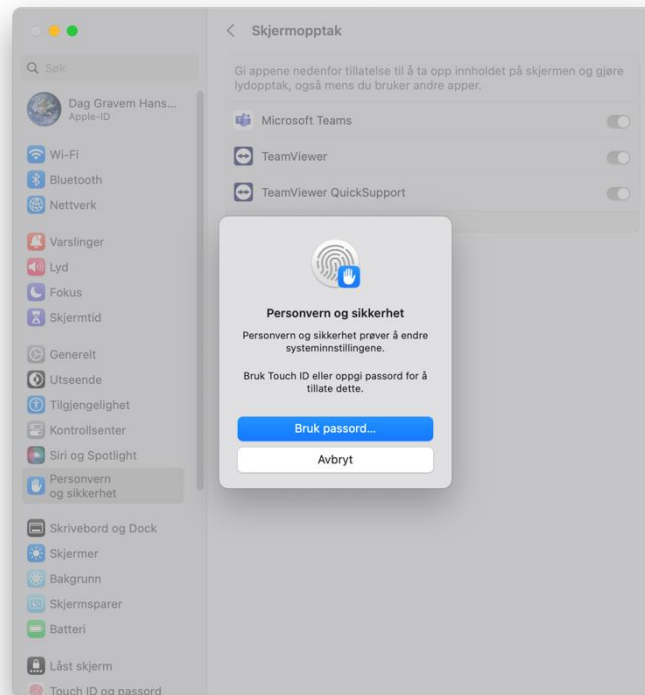 Skjermopptak
Søk
Dag Gravem Hans...
Apple-ID
Wi-Fi
Bluetooth
Nettverk
Varslinger
Lyd
Fokus
Skjermtid
Generelt
Utseende
Tilgjengelighet
Kontrollsenter
Siri og Spotlight
Personvern
og sikkerhet
Skrivebord og Dock
Skjermer
Bakgrunn
Skjermsparer
Batteri
Låst skjerm
Touch ID og passord
Gi appene nedenfor tillatelse til å ta opp innholdet på skjermen og gjøre
lydopptak, også mens du bruker andre apper.
Microsoft Teams
TeamViewer
TeamViewer QuickSupport
Personvern og sikkerhet
Personvern og sikkerhet prøver å endre
systeminnstillingene.
Bruk Touch ID eller oppgi passord for å
tillate dette.
Bruk passord...
Avbryt